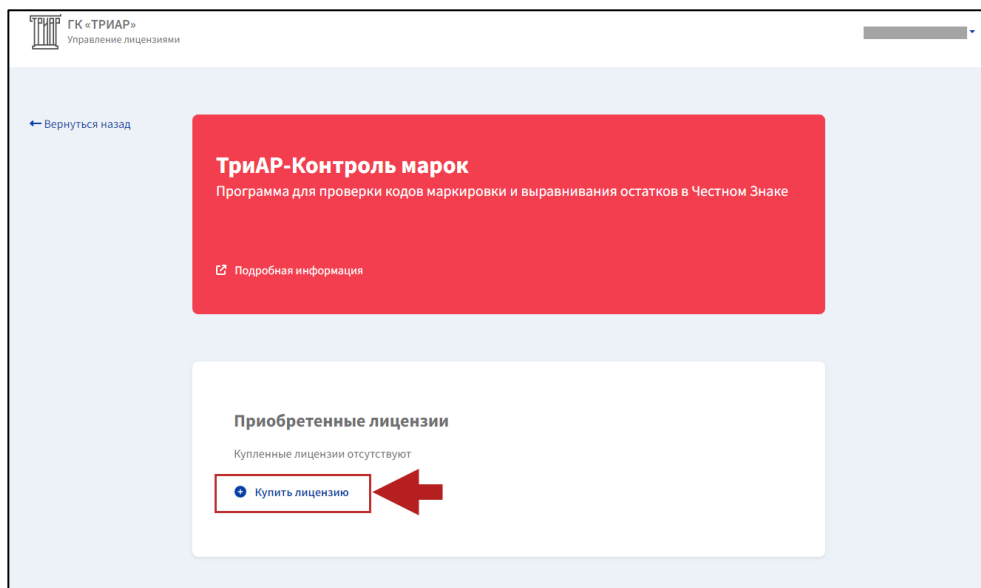 ТРИАР
ГК «ТРИАР»
Управление лицензиями
Вернуться назад
ТриАР-Контроль марок
Программа для проверки кодов маркировки и выравнивания остатков в Честном Знаке
Подробная информация
Приобретенные лицензии
Купленные лицензии отсутствуют
Купить лицензию